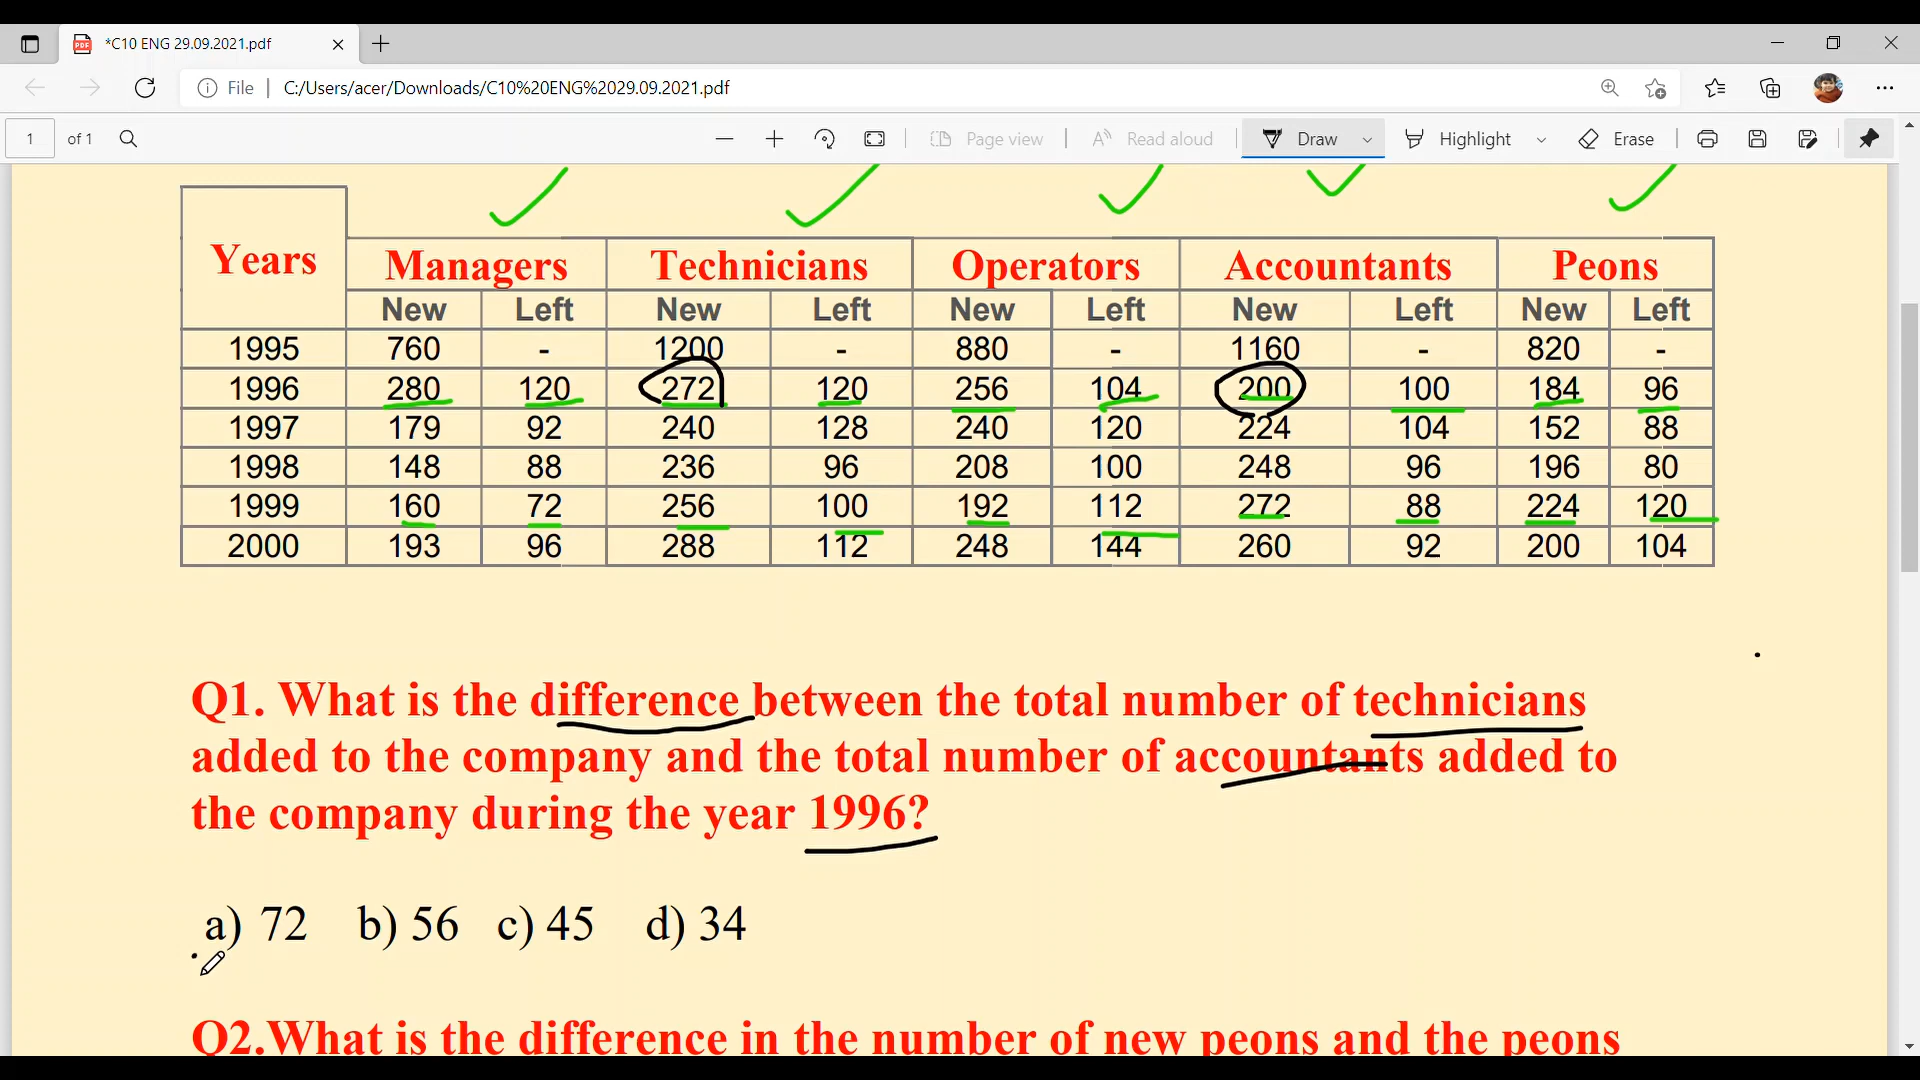 *C10 ENG 29.09.2021.pdf
File | C:/Users/acer/Downloads/C10%20ENG%2029.09.2021.pdf
1 of 1 Page view Read aloud Draw Highlight Erase
Years Managers Technicians Operators Accountants Peons
New Left New Left New Left New Left New Left
1995 760 - 1200 - 880 - 1160 - 820 -
1996 280 120 272 120 256 104 200 100 184 96
1997 179 92 240 128 240 120 224 104 152 88
1998 148 88 236 96 208 100 248 96 196 80
1999 160 72 256 100 192 112 272 88 224 120
2000 193 96 288 112 248 144 260 92 200 104
Q1. What is the difference between the total number of technicians
added to the company and the total number of accountants added to
the company during the year 1996?
a) 72 b) 56 c) 45 d) 34
Q2.What is the difference in the number of new peons and the peons